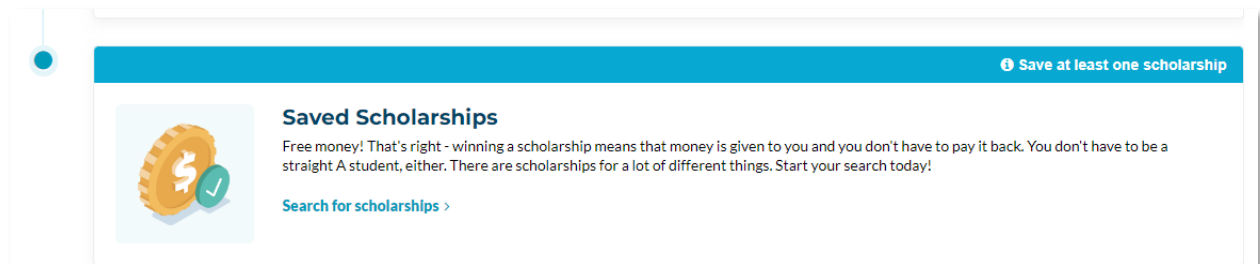 Save at least one scholarship
Saved Scholarships
Free money! That's right - winning a scholarship means that money is given to you and you don't have to pay it back. You don't have to be a
straight A student, either. There are scholarships for a lot of different things. Start your search today!
Search for scholarships >